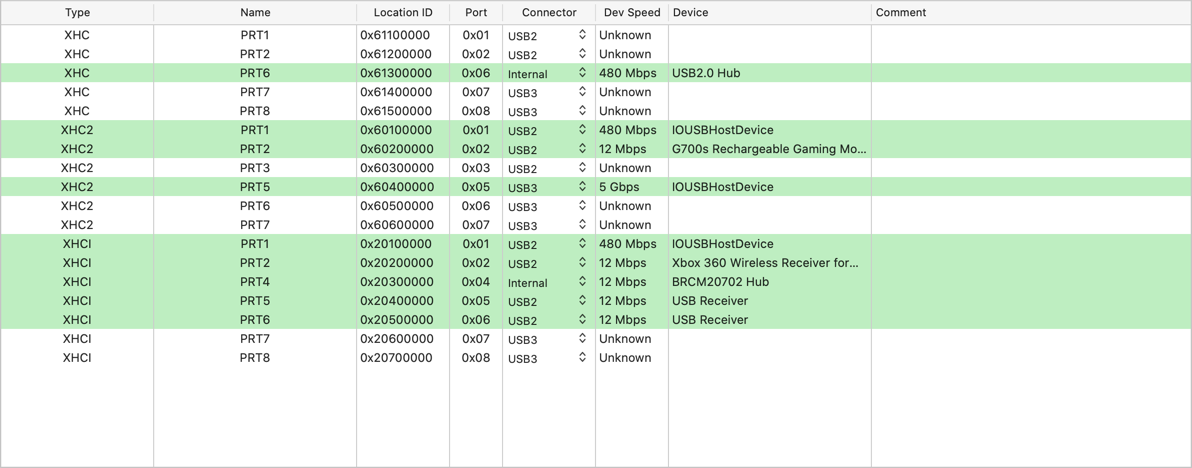 Type Name Location ID Port Connector Dev Speed Device Comment
XHC PRT1 0x61100000 0x01 USB2 Unknown
XHC PRT2 0x61200000 0x02 USB2 Unknown
XHC PRT6 0x61300000 0x06 Internal 480 Mbps USB2.0 Hub
XHC PRT7 0x61400000 0x07 USB3 Unknown
XHC PRT8 0x61500000 0x08 USB3 Unknown
XHC2 PRT1 0x60100000 0x01 USB2 480 Mbps IOUSBHostDevice
XHC2 PRT2 0x60200000 0x02 USB2 12 Mbps G700s Rechargeable Gaming Mo...
XHC2 PRT3 0x60300000 0x03 USB2 Unknown
XHC2 PRT5 0x60400000 0x05 USB3 5 Gbps IOUSBHostDevice
XHC2 PRT6 0x60500000 0x06 USB3 Unknown
XHC2 PRT7 0x60600000 0x07 USB3 Unknown
XHCI PRT1 0x20100000 0x01 USB2 480 Mbps IOUSBHostDevice
XHCI PRT2 0x20200000 0x02 USB2 12 Mbps Xbox 360 Wireless Receiver for...
XHCI PRT4 0x20300000 0x04 Internal 12 Mbps BRCM20702 Hub
XHCI PRT5 0x20400000 0x05 USB2 12 Mbps USB Receiver
XHCI PRT6 0x20500000 0x06 USB2 12 Mbps USB Receiver
XHCI PRT7 0x20600000 0x07 USB3 Unknown
XHCI PRT8 0x20700000 0x08 USB3 Unknown